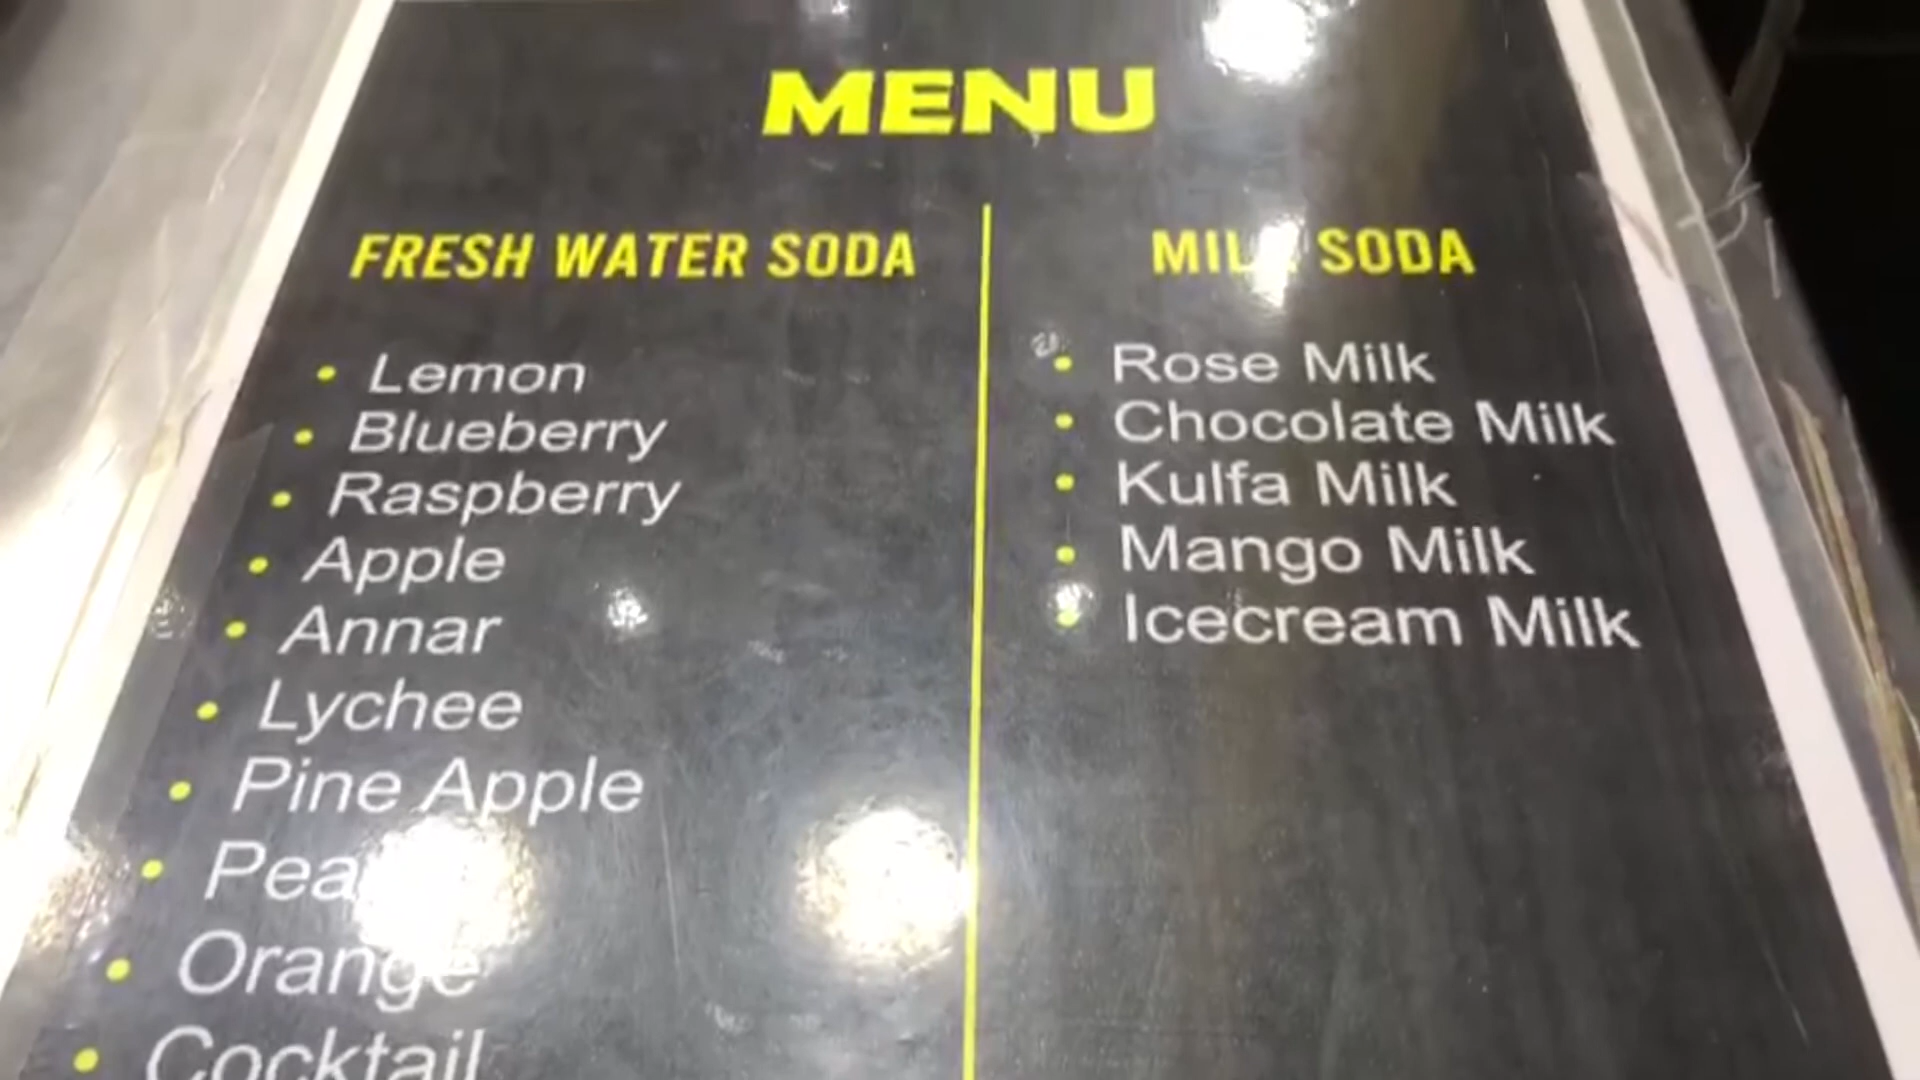 MENU
FRESH WATER SODA
Lemon
Blueberry
Raspberry
Apple
Annar
Lychee
Pine Apple
Orange
Cocktail
MILK SODA
Rose Milk
Chocolate Milk
Kulfa Milk
Mango Milk
Icecream Milk